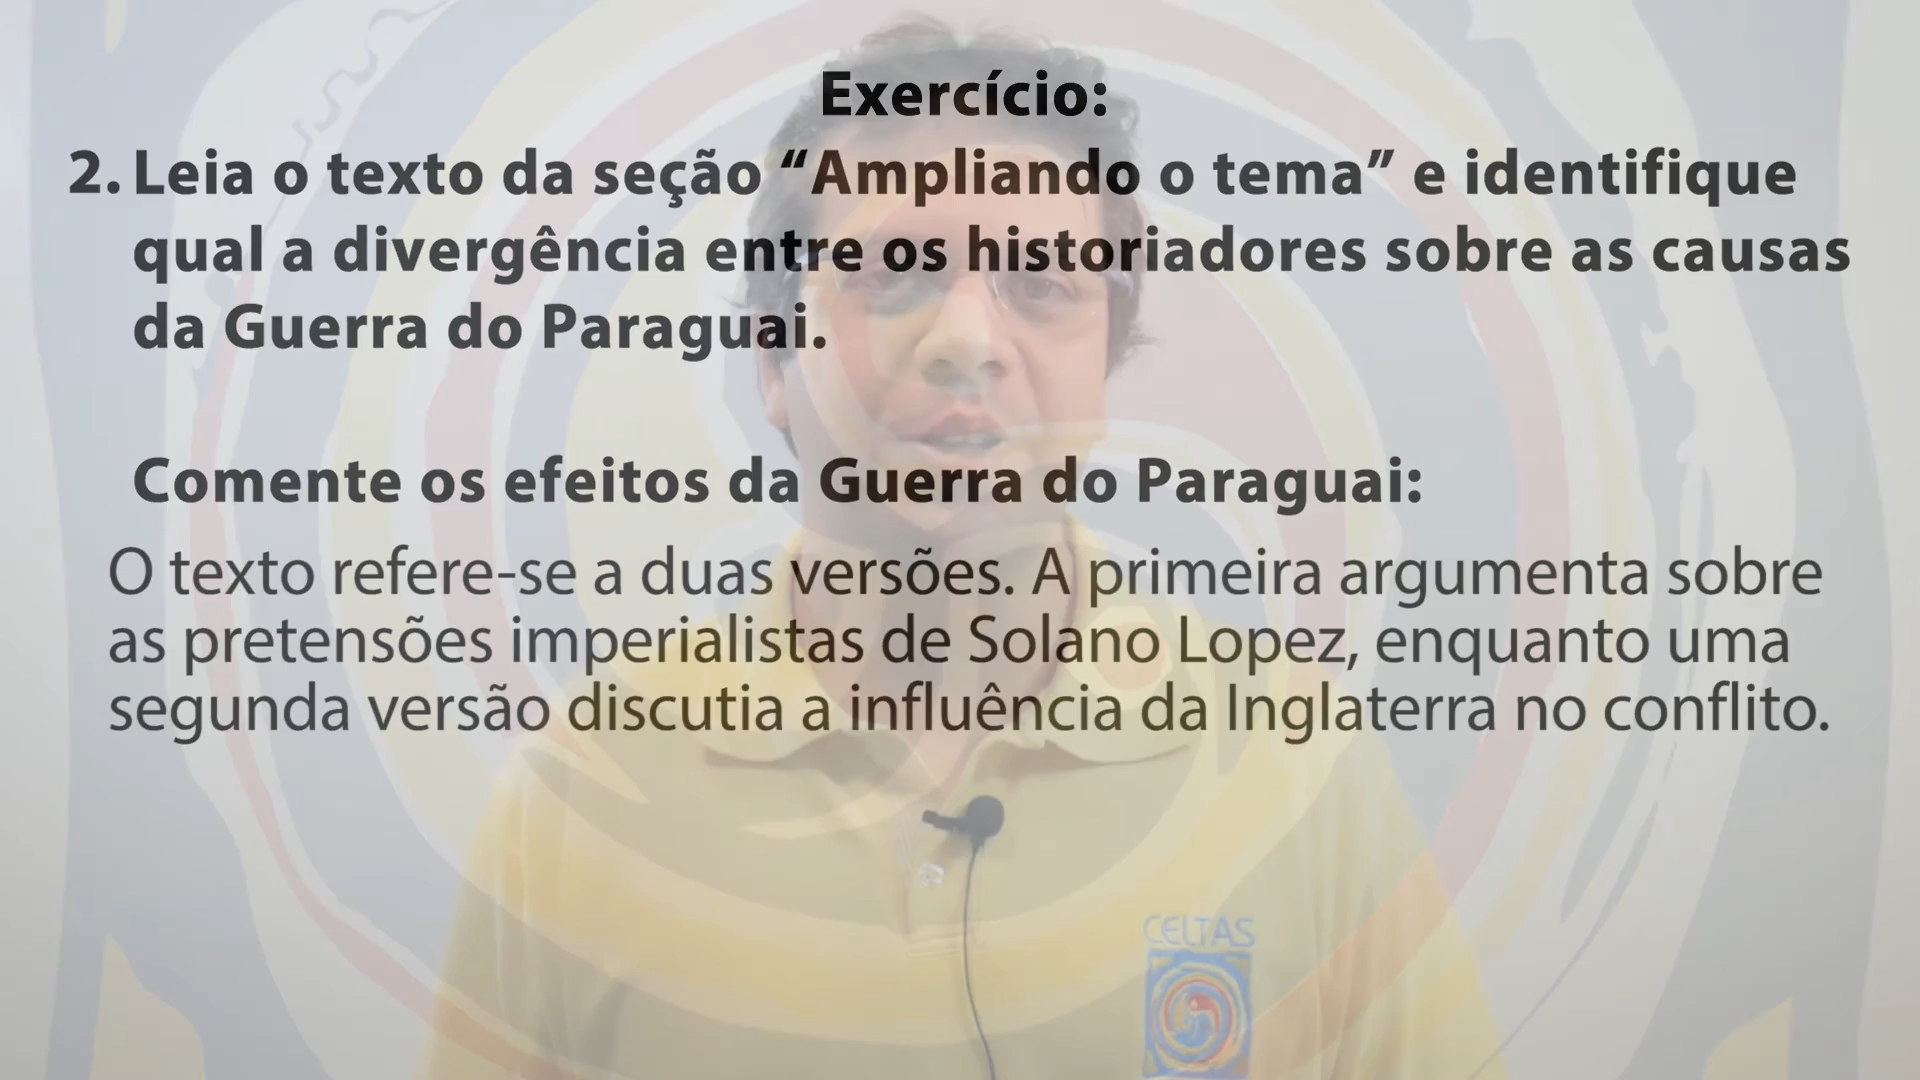 Exercício:
2. Leia o texto da seção “Ampliando o tema” e identifique
qual a divergência entre os historiadores sobre as causas
da Guerra do Paraguai.
Comente os efeitos da Guerra do Paraguai:
O texto refere-se a duas versões. A primeira argumenta sobre
as pretensões imperialistas de Solano Lopez, enquanto uma
segunda versão discutia a influência da Inglaterra no conflito.
CELTAS